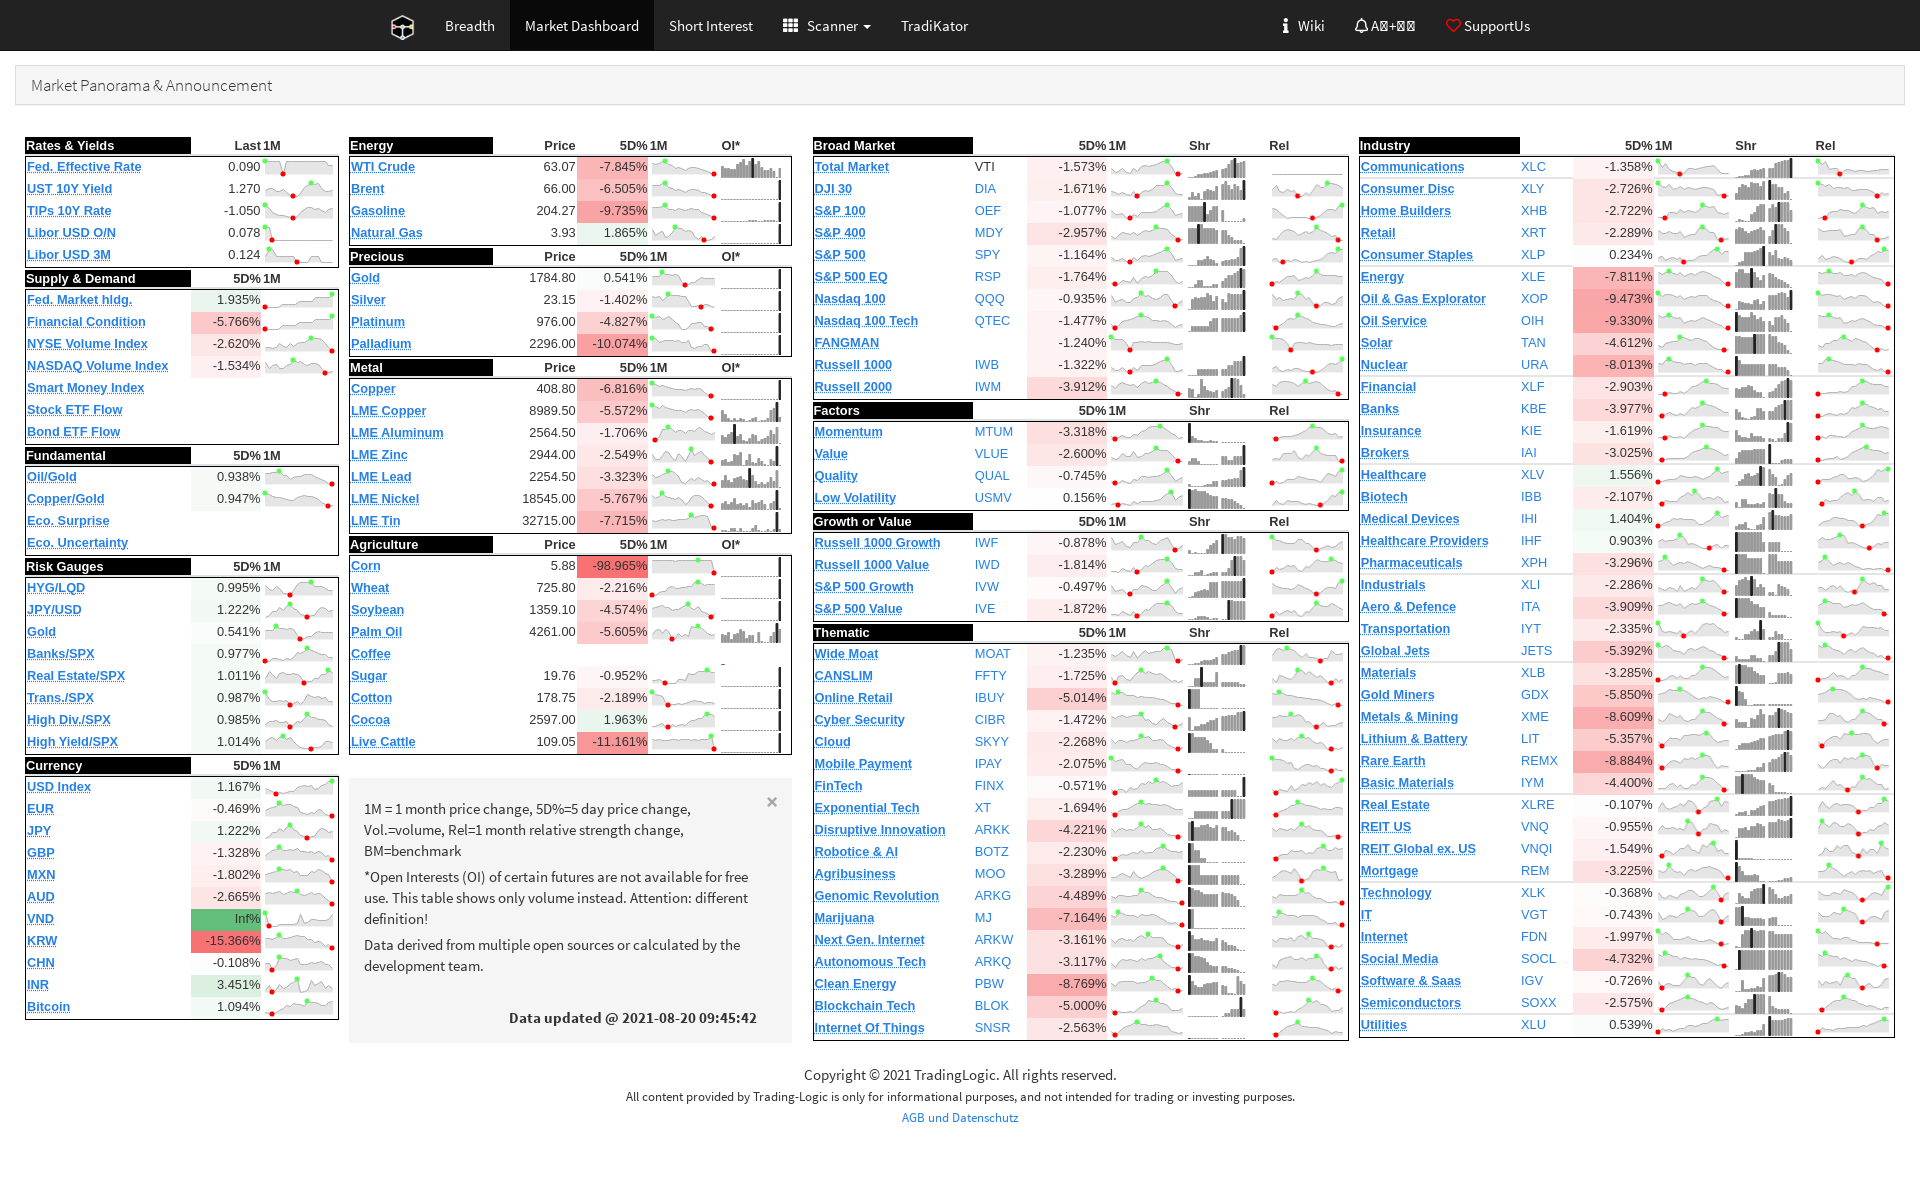 Breadth Market Dashboard Short Interest Scanner TradiKator Wiki SupportUs
Market Panorama & Announcement
Rates & Yields Last 1M
Fed. Effective Rate 0.090
UST 10Y Yield 1.270
TIPs 10Y Rate -1.050
Libor USD O/N 0.078
Libor USD 3M 0.124
Supply & Demand 5D% 1M
Fed. Market hldg. 1.935%
Financial Condition -5.766%
NYSE Volume Index -2.620%
NASDAQ Volume Index -1.534%
Smart Money Index
Stock ETF Flow
Bond ETF Flow
Fundamental 5D% 1M
Oil/Gold 0.938%
Copper/Gold 0.947%
Eco. Surprise
Eco. Uncertainty
Risk Gauges 5D% 1M
HYG/LQD 0.995%
JPY/USD 1.222%
Gold 0.541%
Banks/SPX 0.977%
Real Estate/SPX 1.011%
Trans./SPX 0.987%
High Div./SPX 0.985%
High Yield/SPX 1.014%
Currency 5D% 1M
USD Index 1.167%
EUR -0.469%
JPY 1.222%
GBP -1.328%
MXN -1.802%
AUD -2.665%
VND Inf%
KRW -15.366%
CHN -0.108%
INR 3.451%
Bitcoin 1.094%
Energy Price 5D% 1M OI*
WTI Crude 63.07 -7.845%
Brent 66.00 -6.505%
Gasoline 204.27 -9.735%
Natural Gas 3.93 1.865%
Precious Price 5D% 1M OI*
Gold 1784.80 0.541%
Silver 23.15 -1.402%
Platinum 976.00 -4.827%
Palladium 2296.00 -10.074%
Metal Price 5D% 1M OI*
Copper 408.80 -6.816%
LME Copper 8989.50 -5.572%
LME Aluminum 2564.50 -1.706%
LME Zinc 2944.00 -2.549%
LME Lead 2254.50 -3.323%
LME Nickel 18545.00 -5.767%
LME Tin 32715.00 -7.715%
Agriculture Price 5D% 1M OI*
Corn 5.88 -98.965%
Wheat 725.80 -2.216%
Soybean 1359.10 -4.574%
Palm Oil 4261.00 -5.605%
Coffee -
Sugar 19.76 -0.952%
Cotton 178.75 -2.189%
Cocoa 2597.00 1.963%
Live Cattle 109.05 -11.161%
×
1M = 1 month price change, 5D%=5 day price change,
Vol.=volume, Rel=1 month relative strength change,
BM=benchmark
*Open Interests (OI) of certain futures are not available for free
use. This table shows only volume instead. Attention: different
definition!
Data derived from multiple open sources or calculated by the
development team.
Data updated @ 2021-08-20 09:45:42
Broad Market 5D% 1M Shr Rel
Total Market VTI -1.573%
DJI 30 DIA -1.671%
S&P 100 OEF -1.077%
S&P 400 MDY -2.957%
S&P 500 SPY -1.164%
S&P 500 EQ RSP -1.764%
Nasdaq 100 QQQ -0.935%
Nasdaq 100 Tech QTEC -1.477%
FANGMAN -1.240%
Russell 1000 IWB -1.322%
Russell 2000 IWM -3.912%
Factors 5D% 1M Shr Rel
Momentum MTUM -3.318%
Value VLUE -2.600%
Quality QUAL -0.745%
Low Volatility USMV 0.156%
Growth or Value 5D% 1M Shr Rel
Russell 1000 Growth IWF -0.878%
Russell 1000 Value IWD -1.814%
S&P 500 Growth IVW -0.497%
S&P 500 Value IVE -1.872%
Thematic 5D% 1M Shr Rel
Wide Moat MOAT -1.235%
CANSLIM FFTY -1.725%
Online Retail IBUY -5.014%
Cyber Security CIBR -1.472%
Cloud SKYY -2.268%
Mobile Payment IPAY -2.075%
FinTech FINX -0.571%
Exponential Tech XT -1.694%
Disruptive Innovation ARKK -4.221%
Robotice & AI BOTZ -2.230%
Agribusiness MOO -3.289%
Genomic Revolution ARKG -4.489%
Marijuana MJ -7.164%
Next Gen. Internet ARKW -3.161%
Autonomous Tech ARKQ -3.117%
Clean Energy PBW -8.769%
Blockchain Tech BLOK -5.000%
Internet Of Things SNSR -2.563%
Industry 5D% 1M Shr Rel
Communications XLC -1.358%
Consumer Disc XLY -2.726%
Home Builders XHB -2.722%
Retail XRT -2.289%
Consumer Staples XLP 0.234%
Energy XLE -7.811%
Oil & Gas Explorator XOP -9.473%
Oil Service OIH -9.330%
Solar TAN -4.612%
Nuclear URA -8.013%
Financial XLF -2.903%
Banks KBE -3.977%
Insurance KIE -1.619%
Brokers IAI -3.025%
Healthcare XLV 1.556%
Biotech IBB -2.107%
Medical Devices IHI 1.404%
Healthcare Providers IHF 0.903%
Pharmaceuticals XPH -3.296%
Industrials XLI -2.286%
Aero & Defence ITA -3.909%
Transportation IYT -2.335%
Global Jets JETS -5.392%
Materials XLB -3.285%
Gold Miners GDX -5.850%
Metals & Mining XME -8.609%
Lithium & Battery LIT -5.357%
Rare Earth REMX -8.884%
Basic Materials IYM -4.400%
Real Estate XLRE -0.107%
REIT US VNQ -0.955%
REIT Global ex. US VNQI -1.549%
Mortgage REM -3.225%
Technology XLK -0.368%
IT VGT -0.743%
Internet FDN -1.997%
Social Media SOCL -4.732%
Software & Saas IGV -0.726%
Semiconductors SOXX -2.575%
Utilities XLU 0.539%
Copyright © 2021 TradingLogic. All rights reserved.
All content provided by Trading-Logic is only for informational purposes, and not intended for trading or investing purposes.
AGB und Datenschutz